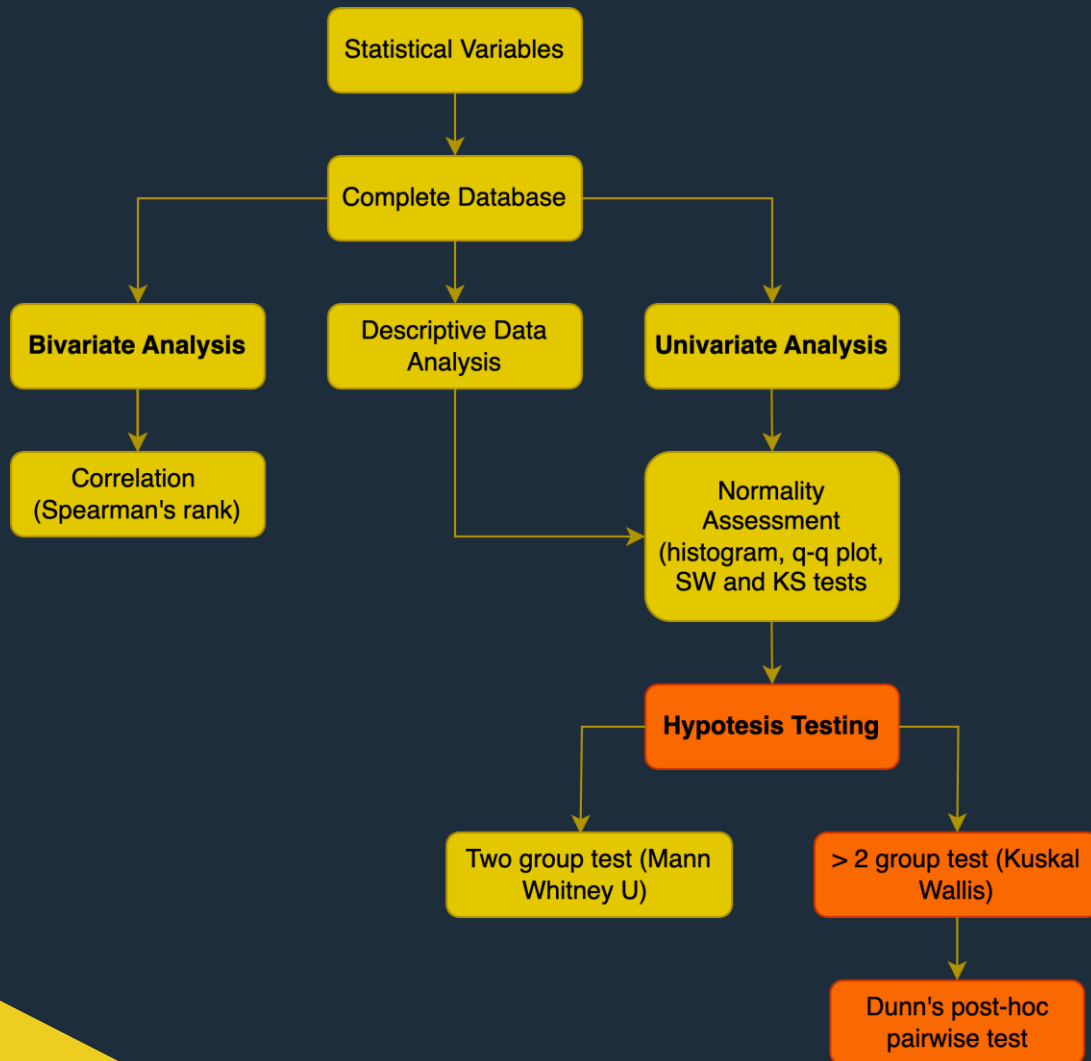 Statistical Variables
Complete Database
Bivariate Analysis
Descriptive Data
Analysis
Univariate Analysis
Correlation
(Spearman's rank)
Normality
Assessment
(histogram, q-q plot,
SW and KS tests
Hypotesis Testing
Two group test (Mann
Whitney U)
> 2 group test (Kuskal
Wallis)
Dunn's post-hoc
pairwise test